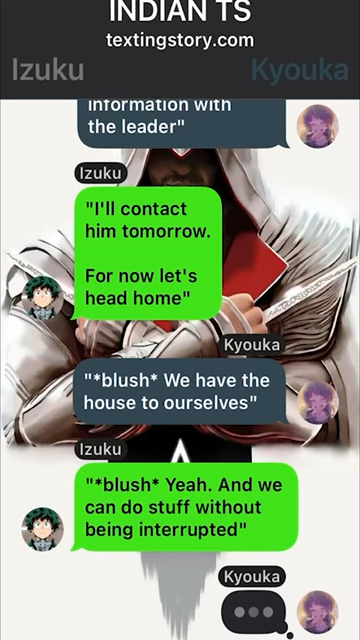 INDIAN TS
textingstory.com
Izuku Kyouka
information with
the leader"
Izuku
"I'll contact
him tomorrow.
For now let's
head home"
Kyouka
"*blush* We have the
house to ourselves"
Izuku
"*blush* Yeah. And we
can do stuff without
being interrupted"
Kyouka